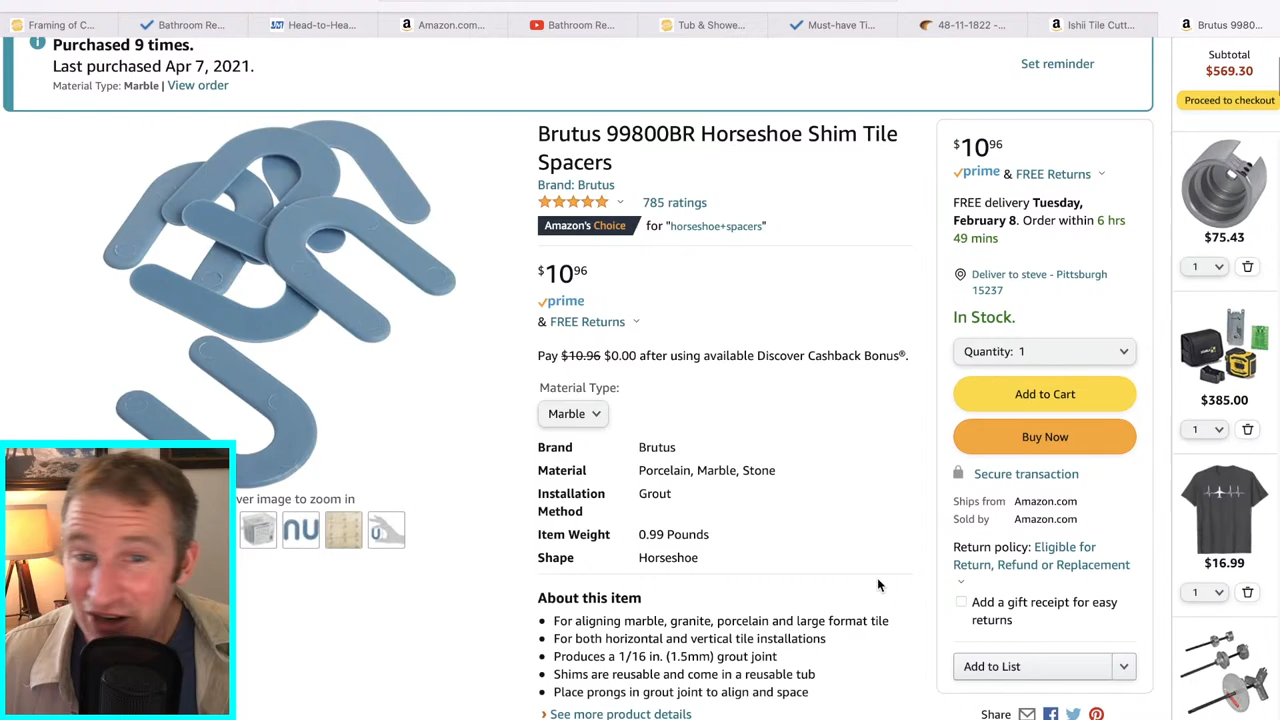 Framing of C...
Bathroom Re...
Head-to-Hea...
Amazon.com...
Bathroom Re...
Tub & Showe...
Must-have Ti...
48-11-1822 -...
Ishii Tile Cutt...
Brutus 9980...
Purchased 9 times.
Last purchased Apr 7, 2021.
Material Type: Marble | View order
Set reminder
Brutus 99800BR Horseshoe Shim Tile
Spacers
Brand: Brutus
785 ratings
Amazon's Choice for "horseshoe+spacers"
$10 96
prime
& FREE Returns
Pay $10.96 $0.00 after using available Discover Cashback Bonus®.
Material Type:
Marble
Brand Brutus
Material Porcelain, Marble, Stone
Installation Grout
Method
Item Weight 0.99 Pounds
Shape Horseshoe
About this item
• For aligning marble, granite, porcelain and large format tile
• For both horizontal and vertical tile installations
• Produces a 1/16 in. (1.5mm) grout joint
• Shims are reusable and come in a reusable tub
• Place prongs in grout joint to align and space
› See more product details
ver image to zoom in
$10 96
prime & FREE Returns
FREE delivery Tuesday,
February 8. Order within 6 hrs
49 mins
Deliver to steve - Pittsburgh
15237
In Stock.
Quantity: 1
Add to Cart
Buy Now
Secure transaction
Ships from Amazon.com
Sold by Amazon.com
Return policy: Eligible for
Return, Refund or Replacement
Add a gift receipt for easy
returns
Add to List
Share
Subtotal
$569.30
Proceed to checkout
$75.43
1
$385.00
1
$16.99
1